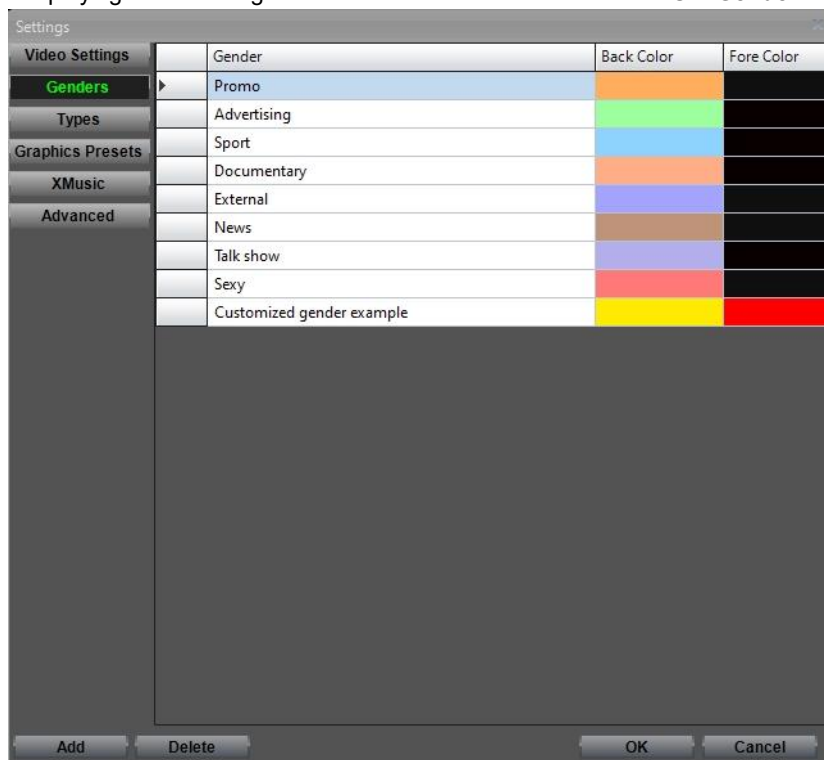 Settings
Video Settings
Genders
Types
Graphics Presets
XMusic
Advanced
Gender Back Color Fore Color
Promo
Advertising
Sport
Documentary
External
News
Talk show
Sexy
Customized gender example
Add Delete OK Cancel